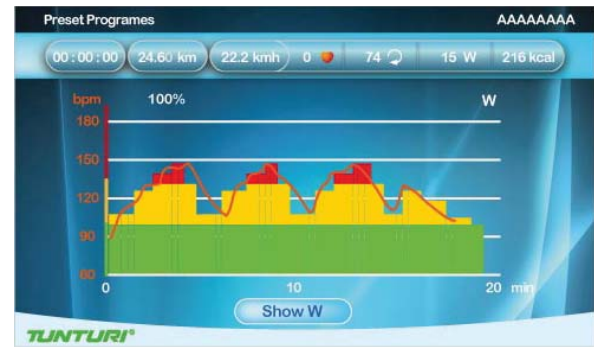 Preset Programes AAAAAAAA
00:00:00 24.60 km 22.2 kmh 0 74 15 W 216 kcal
bpm 100% W
180
150
120
90
60
0 10 20 min
Show W
TUNTURI®